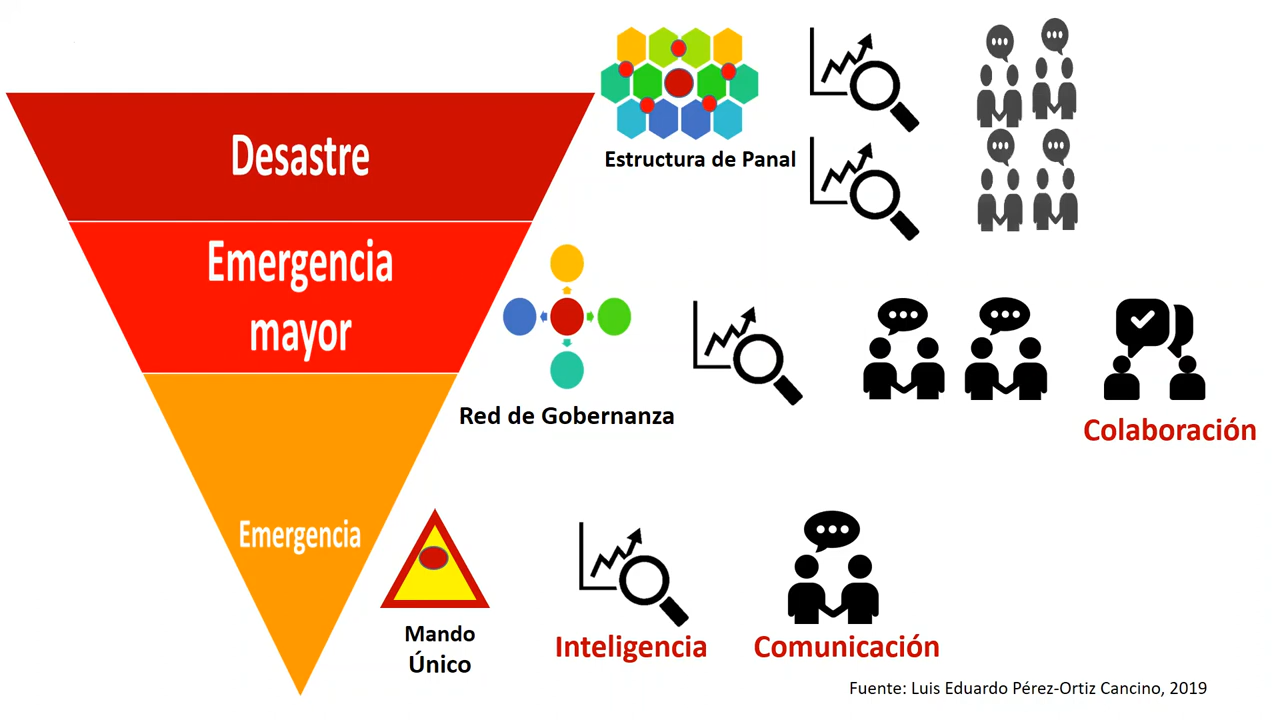 Desastre
Estructura de Panal
Emergencia
mayor
Red de Gobernanza
Colaboración
Emergencia
Mando
Único
Inteligencia
Comunicación
Fuente: Luis Eduardo Pérez-Ortiz Cancino, 2019